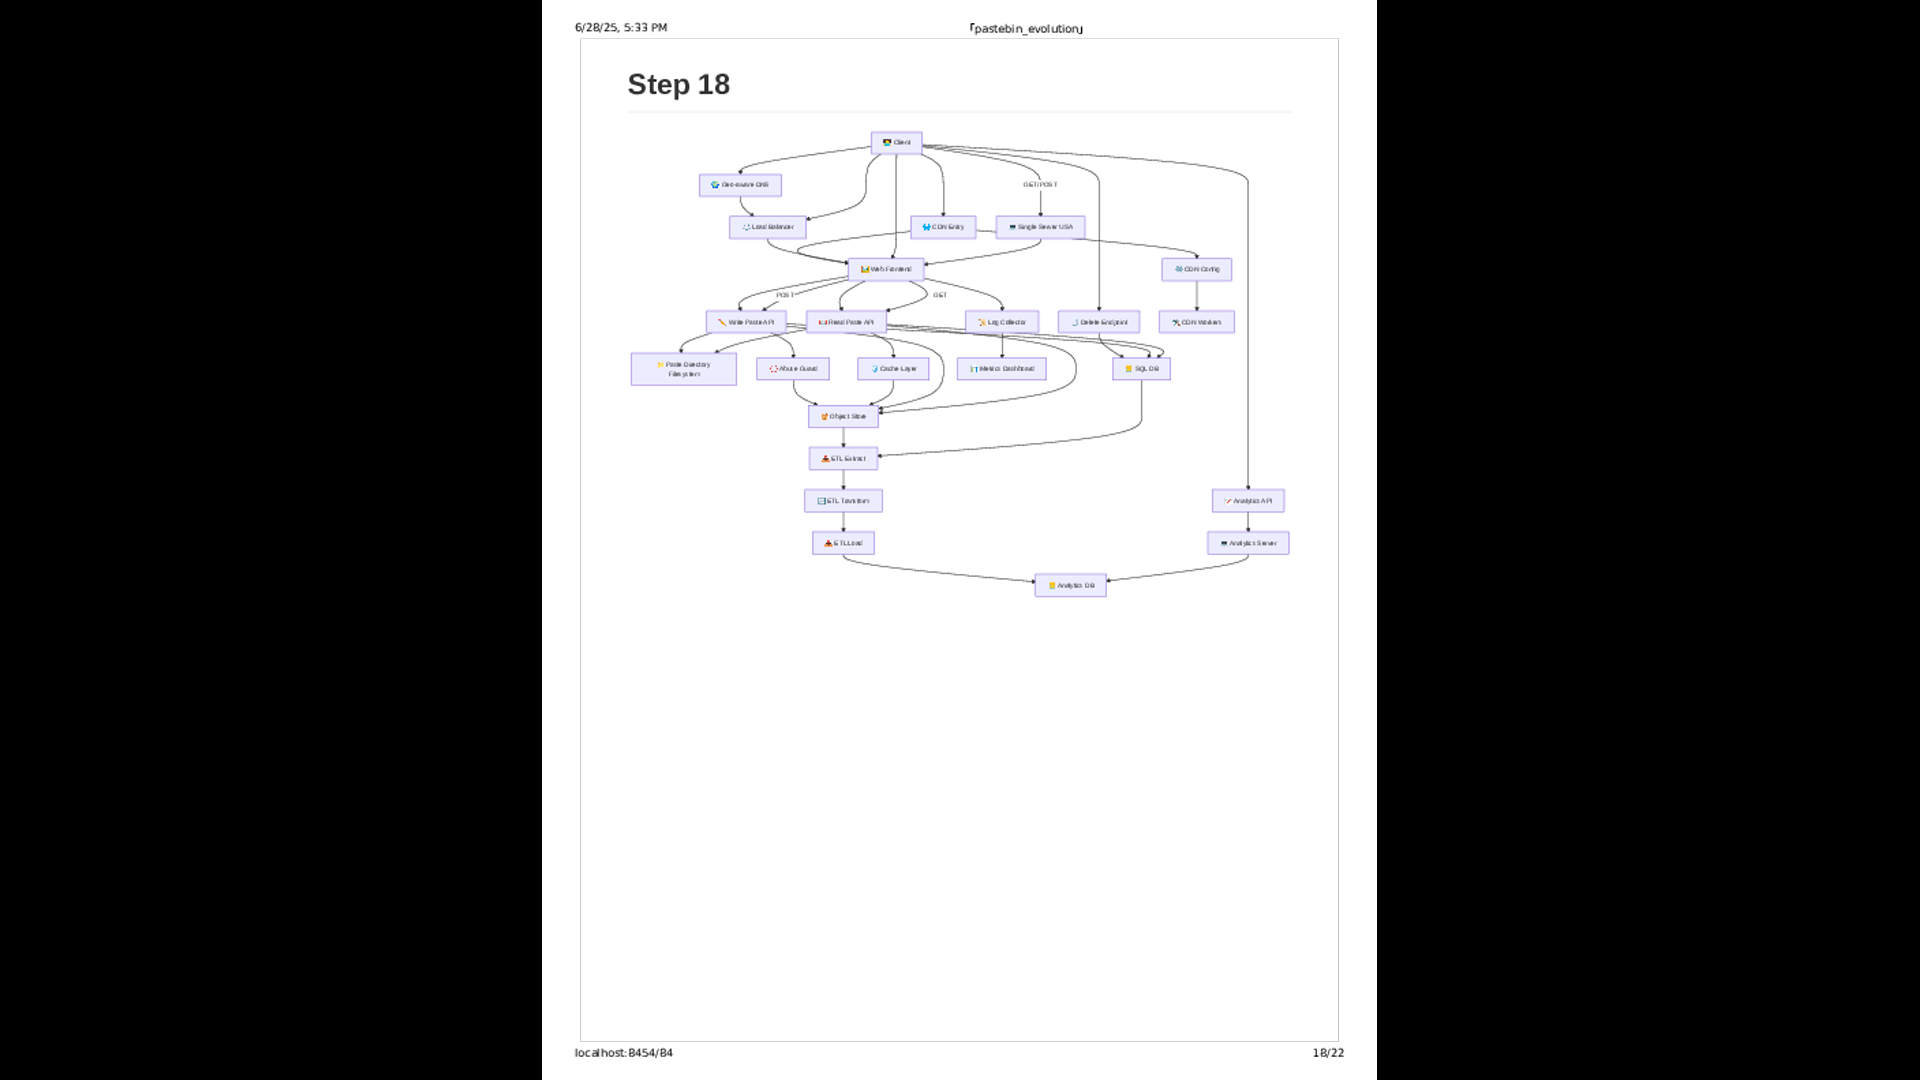 6/28/25, 5:33 PM
「pastebin_evolution」
Step 18
Client
Geo-aware DNS
GET/POST
Load Balancer
CDN Entry
Single Server USA
Web Frontend
CDN Config
POST
GET
Write Paste API
Read Paste API
Log Collector
Delete Endpoint
CDN Workers
Paste Directory
Filesystem
Abuse Guard
Cache Layer
Metrics Dashboard
SQL DB
Object Store
ETL Extract
ETL Transform
Analytics API
ETL Load
Analytics Server
Analytics DB
localhost:8454/84
18/22